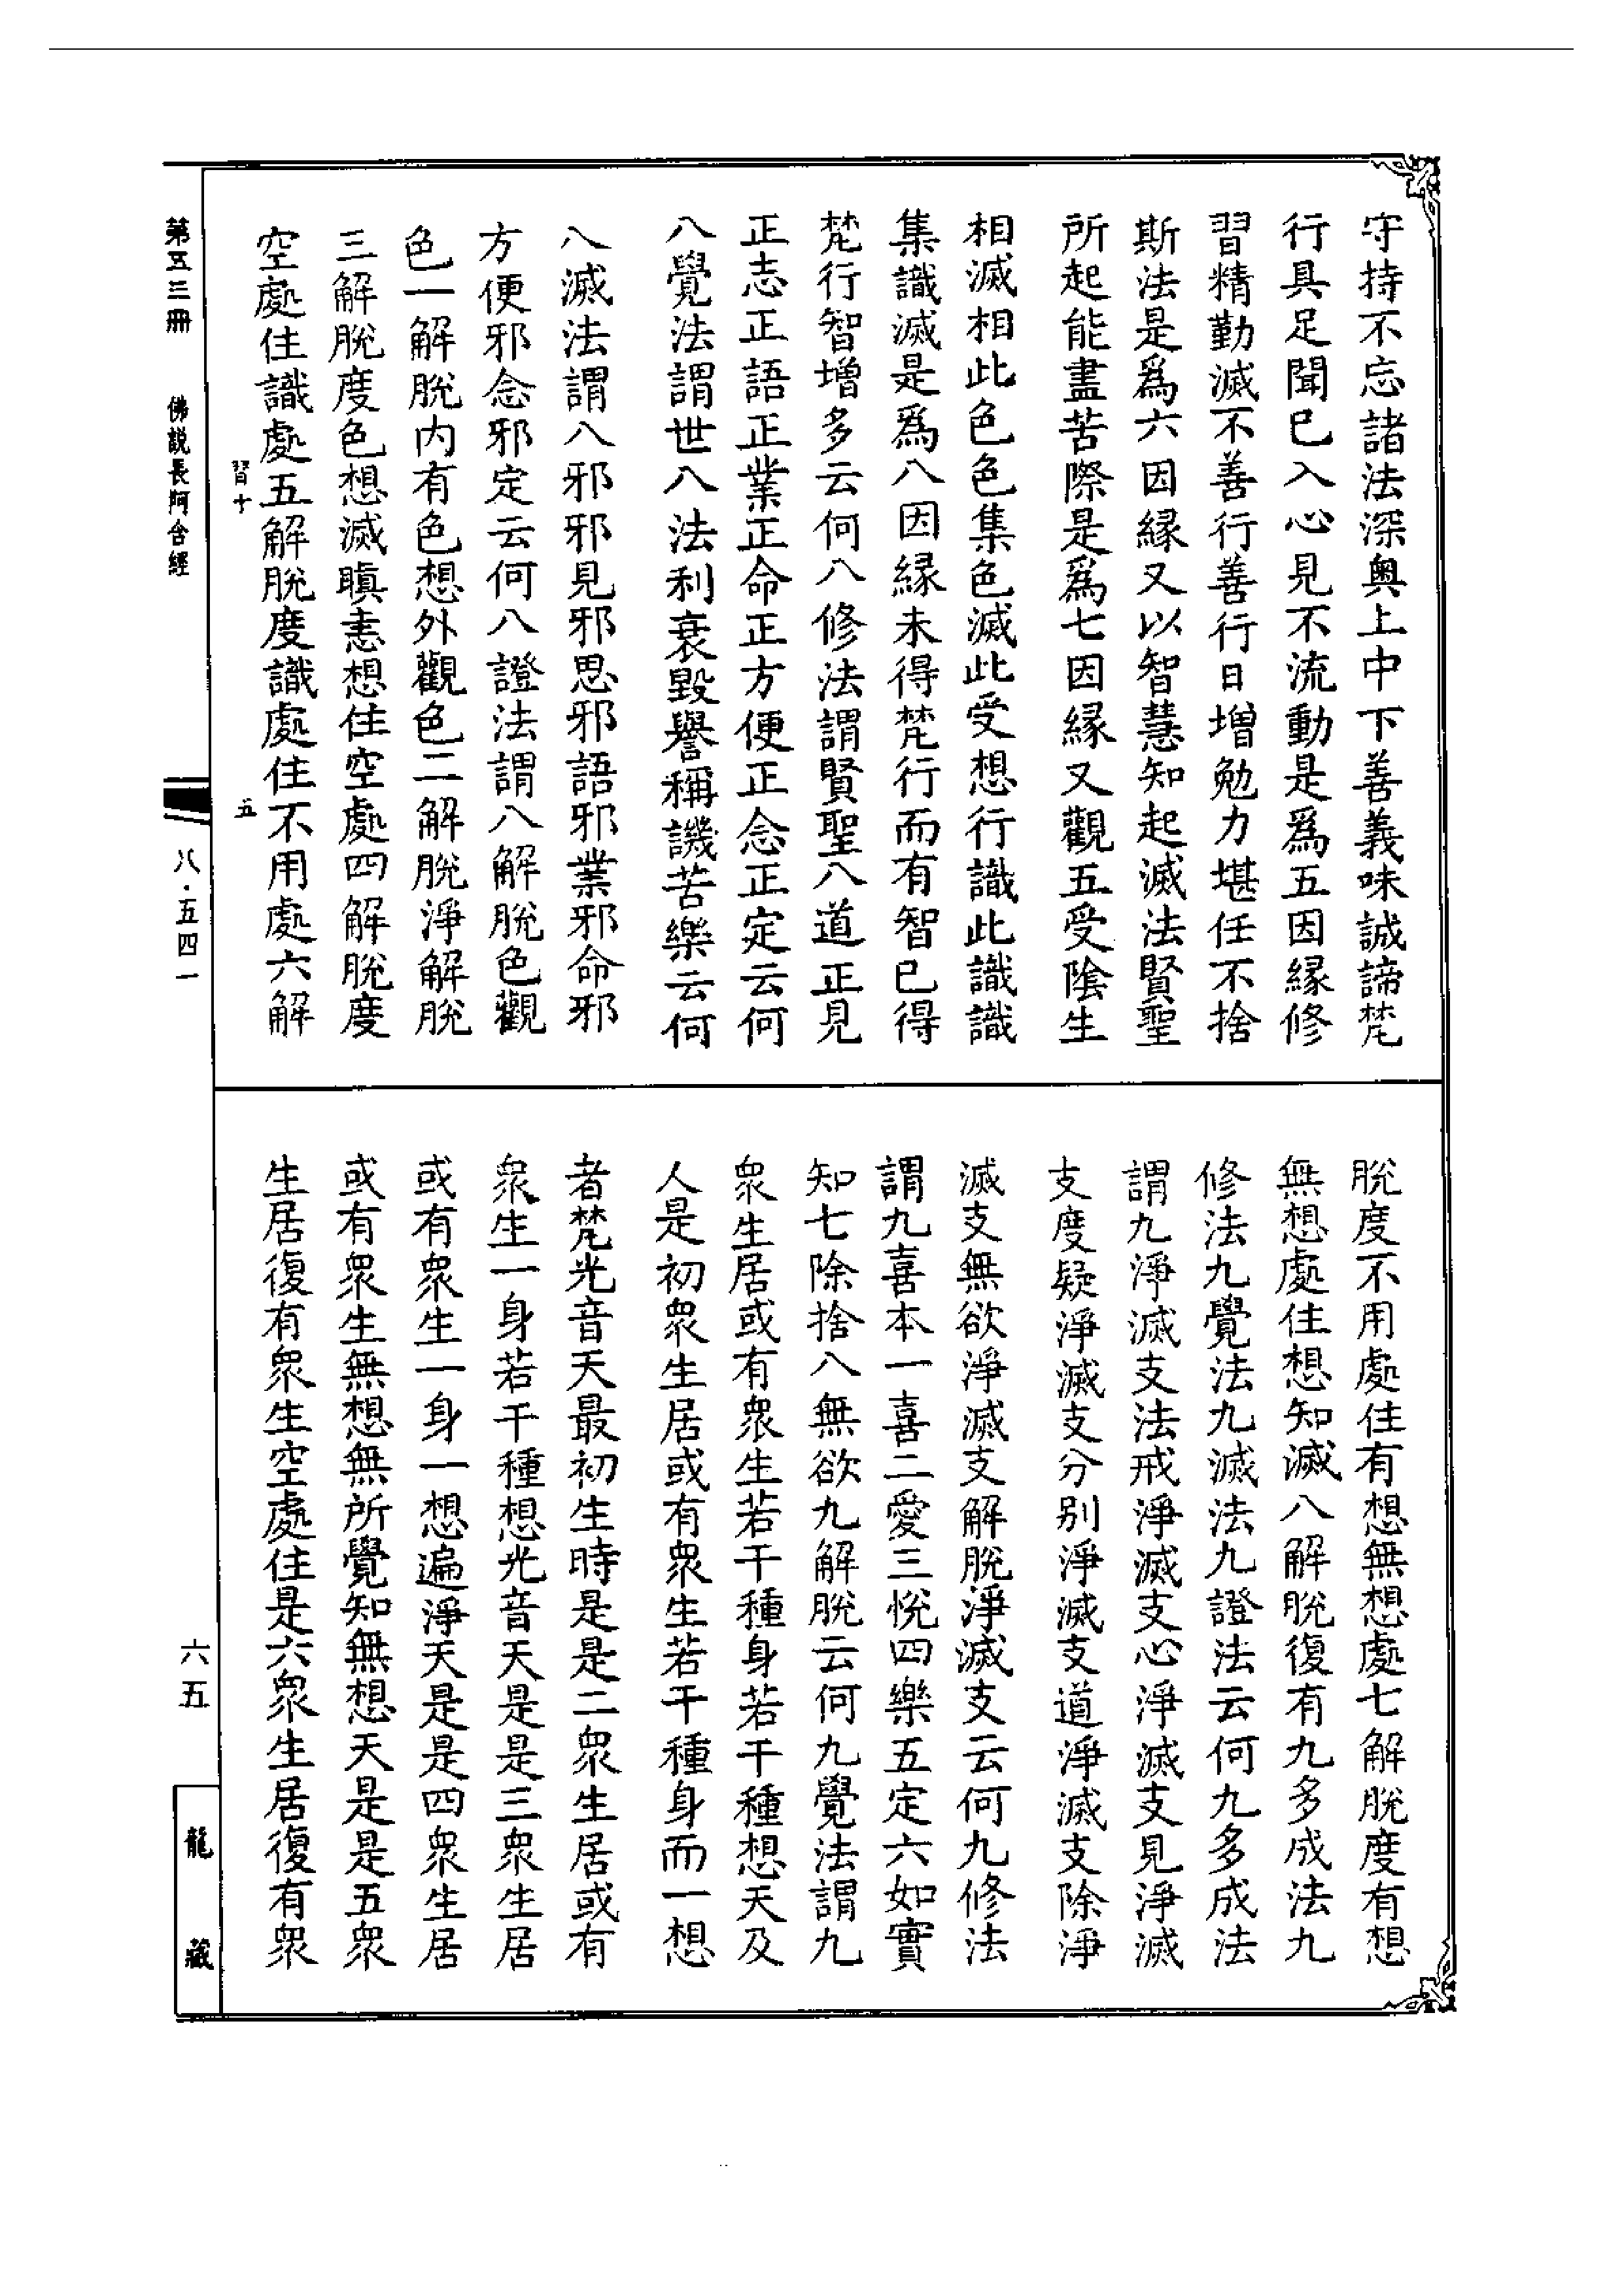 守持不忘諸法深奥上中下善義味誠諦梵
行具足聞已入心見不流動是爲五因緣修
習精勤滅不善行善行日增勉力堪任不捨
斯法是爲六因緣又以智慧知起滅法賢聖
所起能盡苦際是爲七因緣又觀五受陰生
相滅相此色色集色滅此受想行識此識識
集識滅是爲八因緣未得梵行而有智已得
梵行智增多云何八修法謂賢聖八道正見
正志正語正業正命正方便正念正定云何
八覺法謂世八法利衰毀譽稱譏苦樂云何
八滅法謂八邪邪見邪思邪語邪業邪命邪
方便邪念邪定云何八證法謂八解脫色觀
色一解脫内有色想外觀色二解脫淨解脫
三解脫度色想滅瞋恚想住空處四解脫度
空處住識處五解脫度識處住不用處六解
習十
五
第五三冊
佛說長阿含經
八·五四一
脫度不用處住有想無想處七解脫度有想
無想處住想知滅八解脫復有九多成法九
修法九覺法九滅法九證法云何九多成法
謂九淨滅支法戒淨滅支心淨滅支見淨滅
支度疑淨滅支分别淨滅支道淨滅支除淨
滅支無欲淨滅支解脫淨滅支云何九修法
謂九喜本一喜二愛三悅四樂五定六如實
知七除捨八無欲九解脫云何九覺法謂九
衆生居或有衆生若干種身若干種想天及
人是初衆生居或有衆生若干種身而一想
者梵光音天最初生時是是二衆生居或有
衆生一身若干種想光音天是是三衆生居
或有衆生一身一想遍淨天是是四衆生居
或有衆生無想無所覺知無想天是是五衆
生居復有衆生空處住是六衆生居復有衆
六五
龍藏